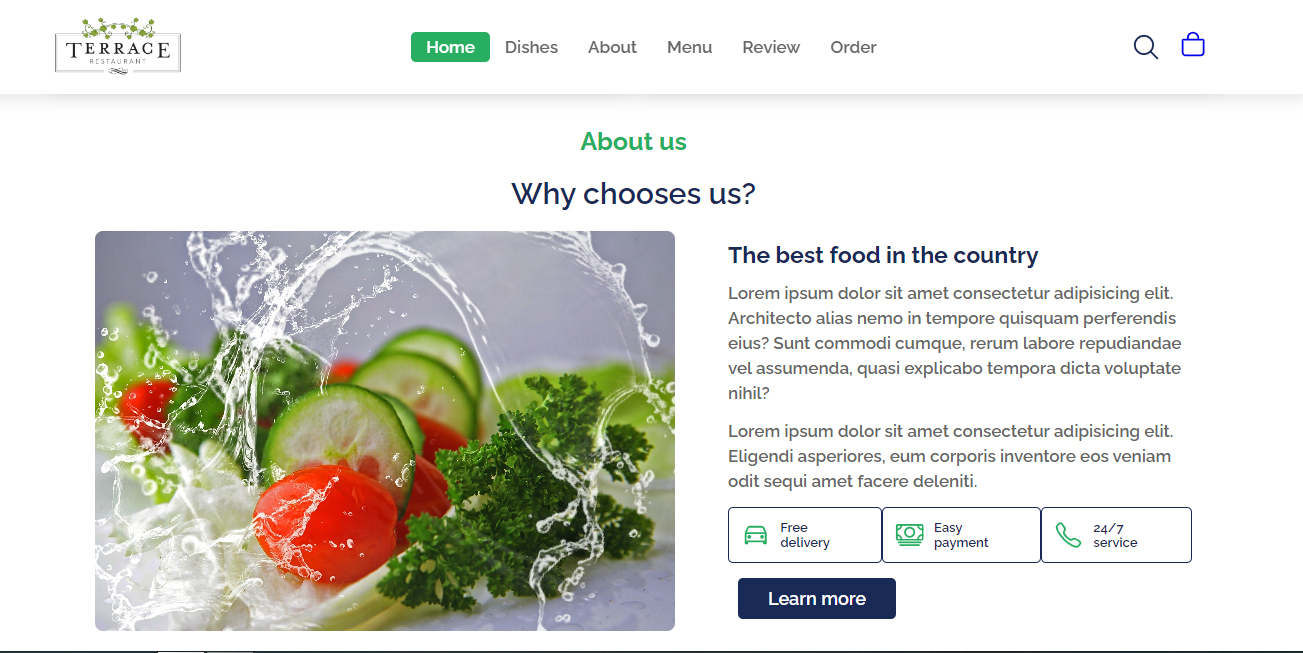 TERRACE
RESTAURANT
Home Dishes About Menu Review Order
About us
Why chooses us?
The best food in the country
Lorem ipsum dolor sit amet consectetur adipisicing elit.
Architecto alias nemo in tempore quisquam perferendis
eius? Sunt commodi cumque, rerum labore repudiandae
vel assumenda, quasi explicabo tempora dicta voluptate
nihil?
Lorem ipsum dolor sit amet consectetur adipisicing elit.
Eligendi asperiores, eum corporis inventore eos veniam
odit sequi amet facere deleniti.
Free
delivery
Easy
payment
24/7
service
Learn more